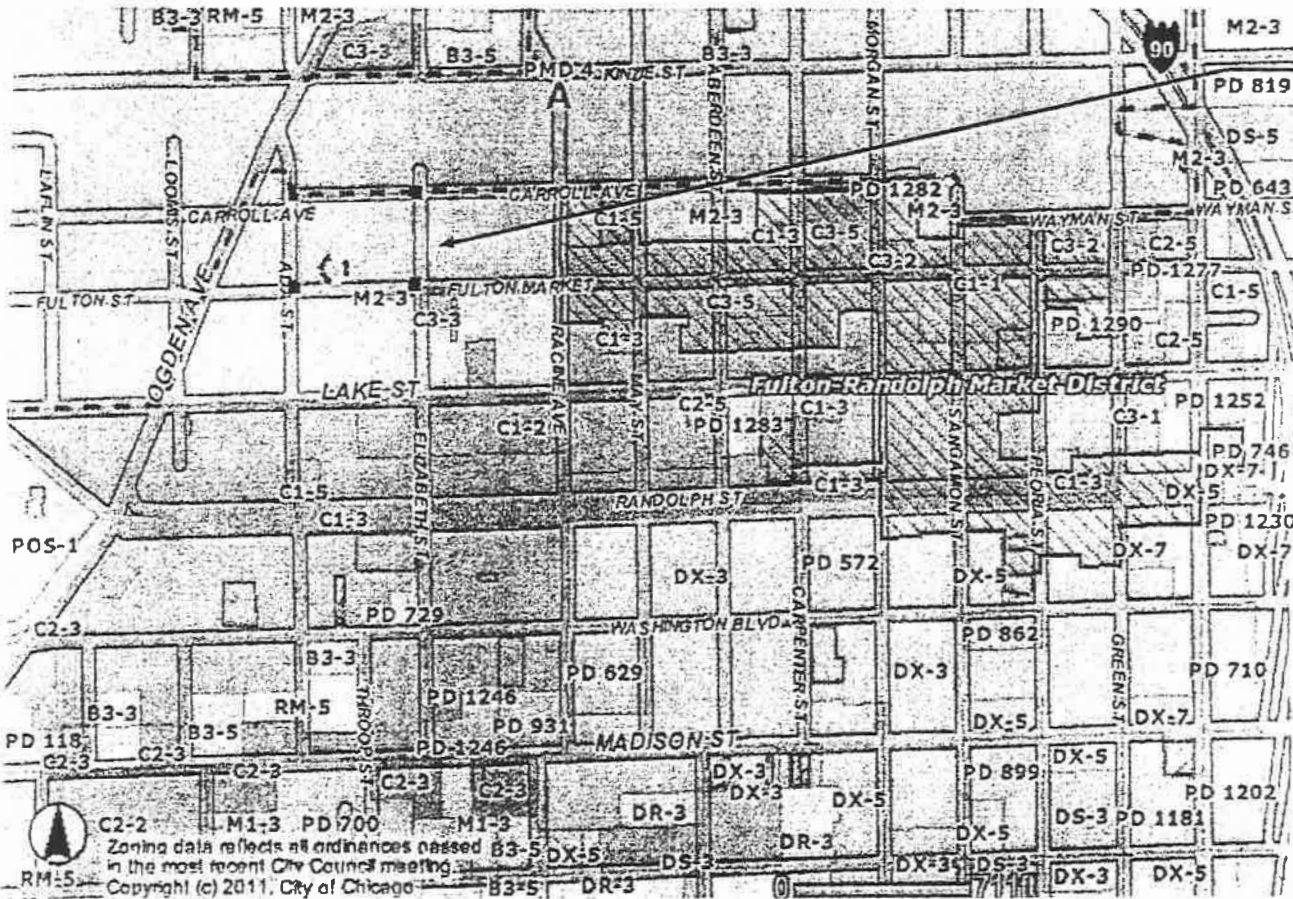 B3-3 RM-5 M2-3
C3-3
B3-5
B3-3
M2-3
PMD 4
KINZIE ST
90
PD 819
A
ABERDEEN S
MORGAN ST
DS-5
M2-3
LAFLIN ST
LOOMIS ST
CARROLL AVE
CARROLL AVE
PD 1282
PD 643
C1-5
M2-3
C1-3
C3-5
M2-3
WAYMAN ST
WAYMAN S
C3-2
C2-5
C3-2
PD 1277
ADA ST
1
FULTON ST
M2-3
FULTON MARKET
C1-1
C1-5
C3-3
C3-5
OGDEN AVE
RACINE AVE
C1-3
PD 1290
C2-5
LAKE ST
Fulton-Randolph Market District
MAY ST
C2-5
C1-3
PD 1252
C3-1
C1-2
PD 1283
SANGAMON ST
PEORIA ST
PD 746
DX-7
ELIZABETH ST
C1-5
C1-3
C1-3
DX-5
RANDOLPH ST
C1-3
PD 1230
POS-1
DX-7
DX-7
DX-3
PD 572
DX-5
PD 729
CARPENTER ST
C2-3
WASHINGTON BLVD
PD 862
B3-3
GREEN ST
PD 629
DX-3
DX-3
PD 710
THROOP ST
RM-5
PD 1246
B3-3
B3-5
PD 931
DX-5
DX-7
PD 118
MADISON ST
C2-3
PD 1246
C2-3
C2-3
C2-3
C2-3
DX-3
DX-3
PD 899
DX-5
DX-5
PD 1202
C2-2
M1-3
PD 700
M1-3
DR-3
DR-3
DS-3
PD 1181
B3-5
DX-5
DS-3
DX-5
Zoning data reflects all ordinances passed
in the most recent City Council meeting.
Copyright (c) 2011, City of Chicago
RM-5
B3-5
DR-3
DX-3
DS-3
DX-3
DX-5
0